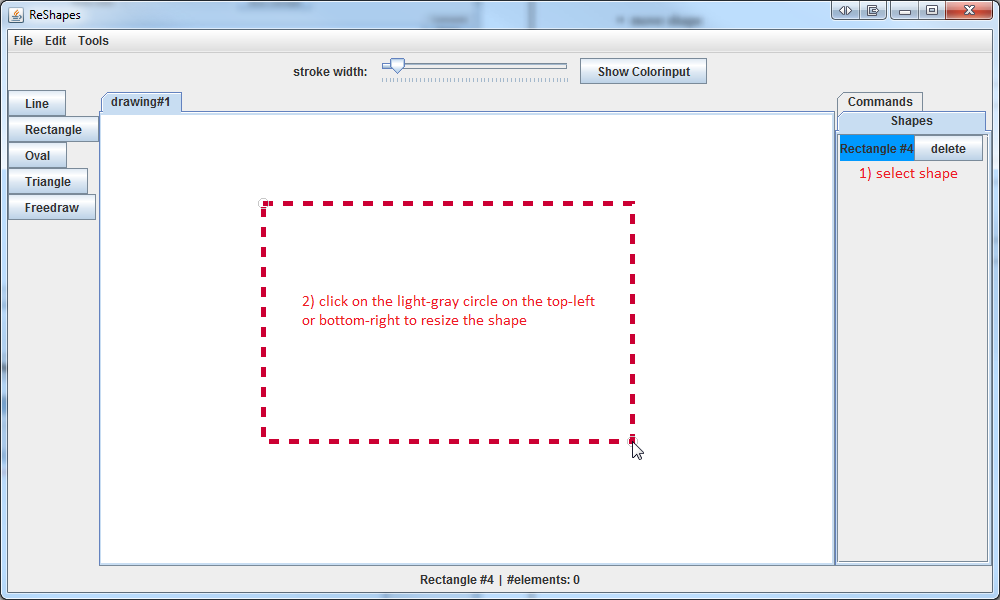 ReShapes
move shape
File Edit Tools
stroke width:
Show Colorinput
Line
Rectangle
Oval
Triangle
Freedraw
drawing#1
Commands
Shapes
Rectangle #4 delete
1) select shape
2) click on the light-gray circle on the top-left
or bottom-right to resize the shape
Rectangle #4 | #elements: 0